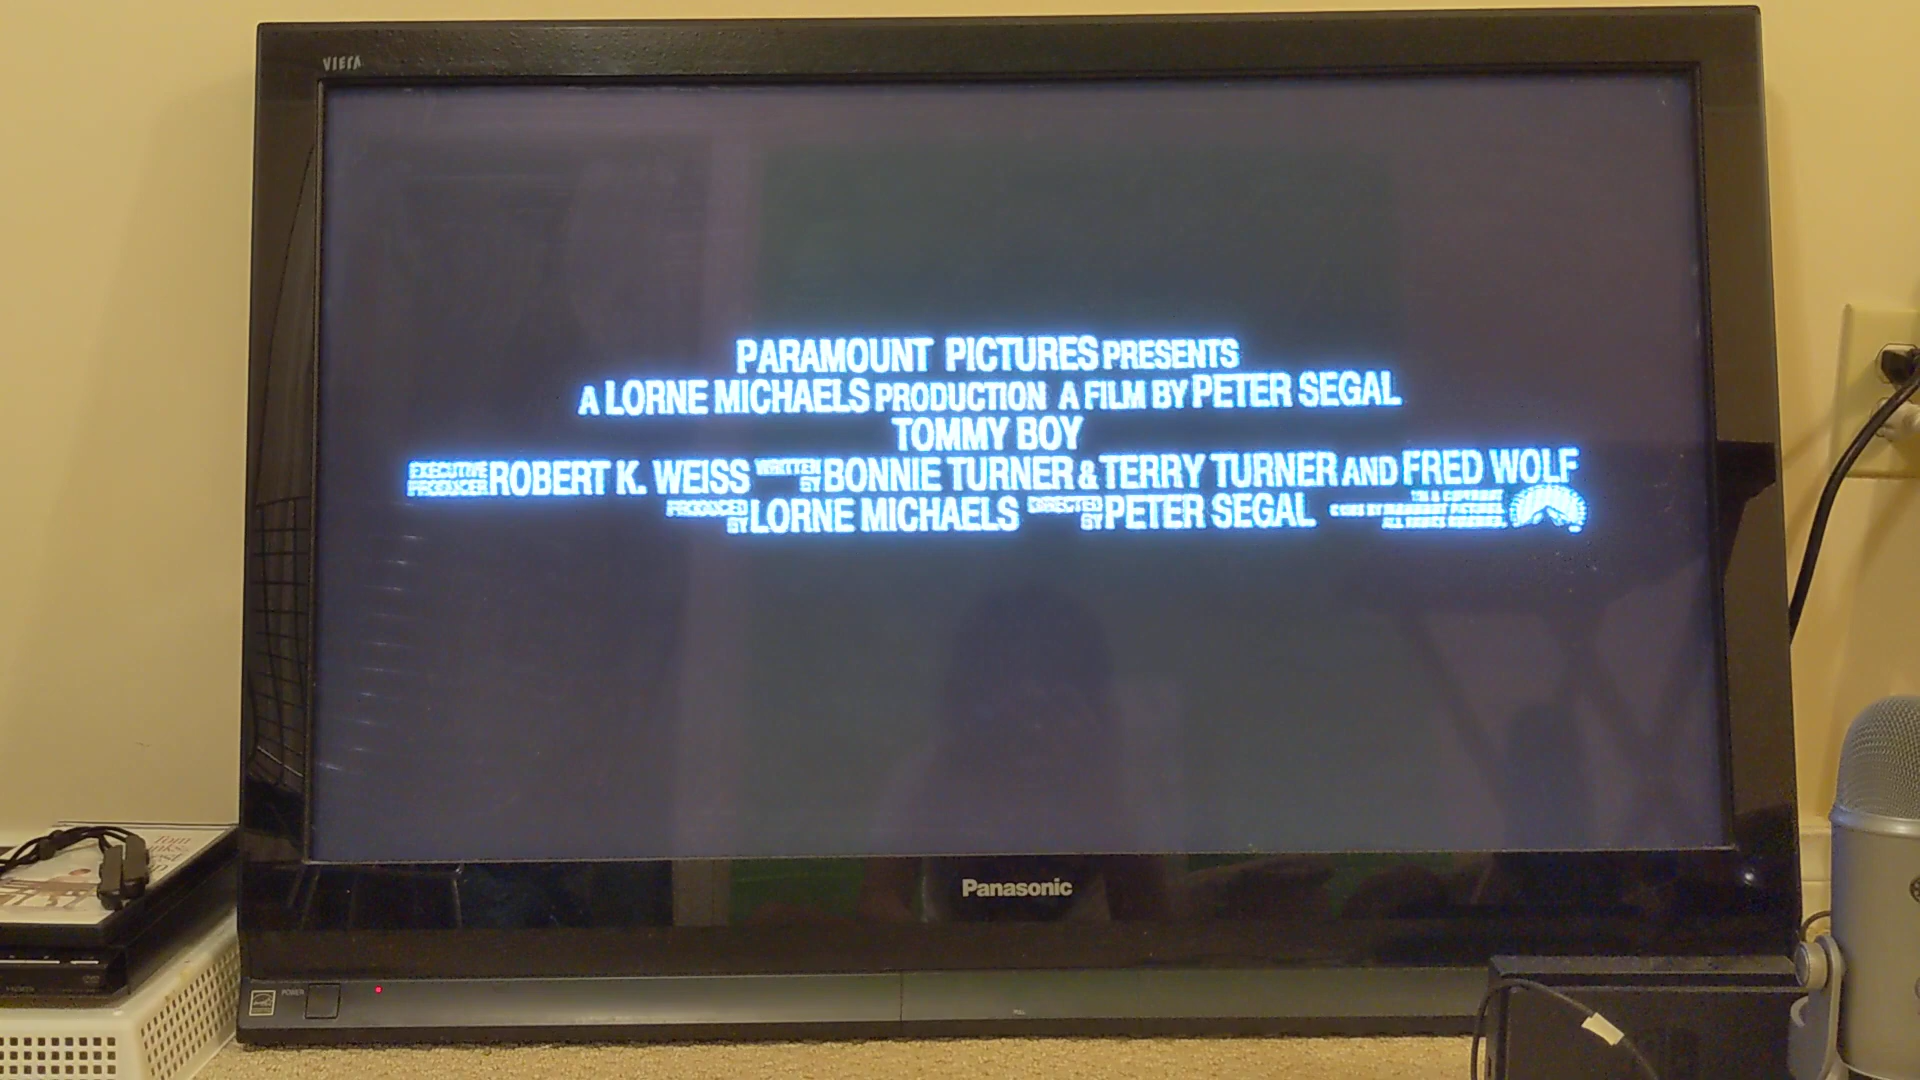 VIERA
PARAMOUNT PICTURES PRESENTS
A LORNE MICHAELS PRODUCTION A FILM BY PETER SEGAL
TOMMY BOY
EXECUTIVE PRODUCER ROBERT K. WEISS WRITTEN BY BONNIE TURNER & TERRY TURNER AND FRED WOLF
PRODUCED BY LORNE MICHAELS DIRECTED BY PETER SEGAL
Panasonic
POWER